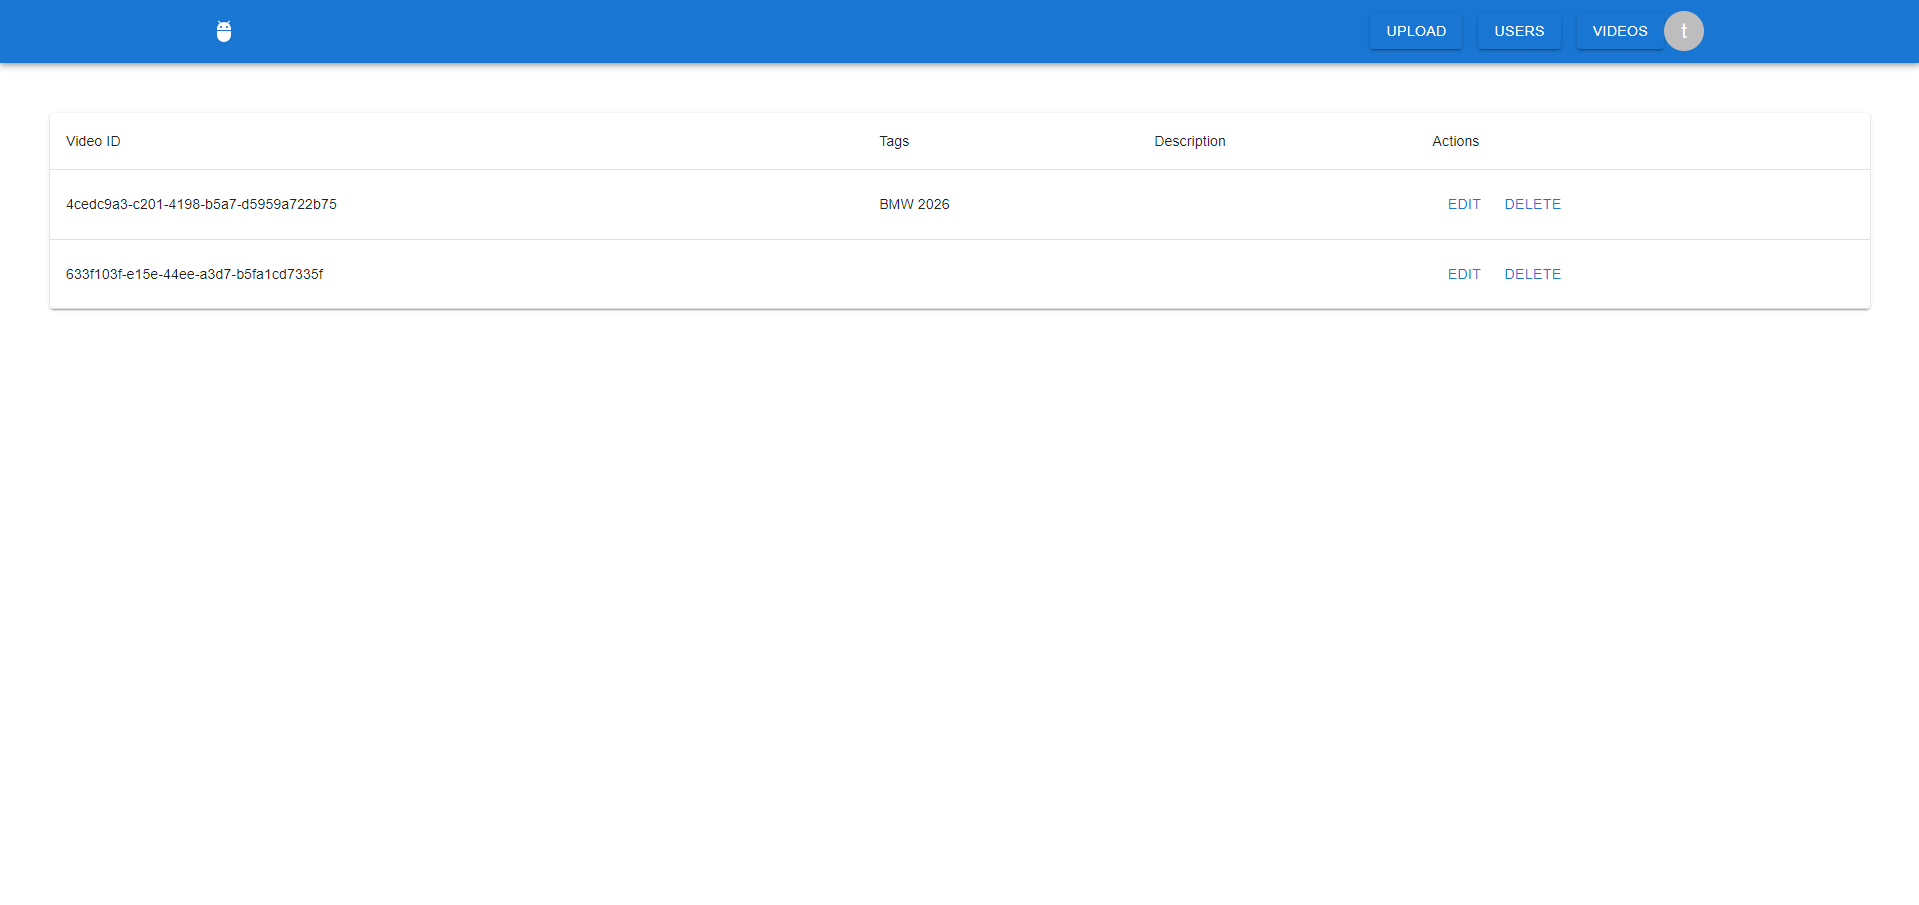 UPLOAD USERS VIDEOS t
Video ID Tags Description Actions
4cedc9a3-c201-4198-b5a7-d5959a722b75 BMW 2026 EDIT DELETE
633f103f-e15e-44ee-a3d7-b5fa1cd7335f EDIT DELETE